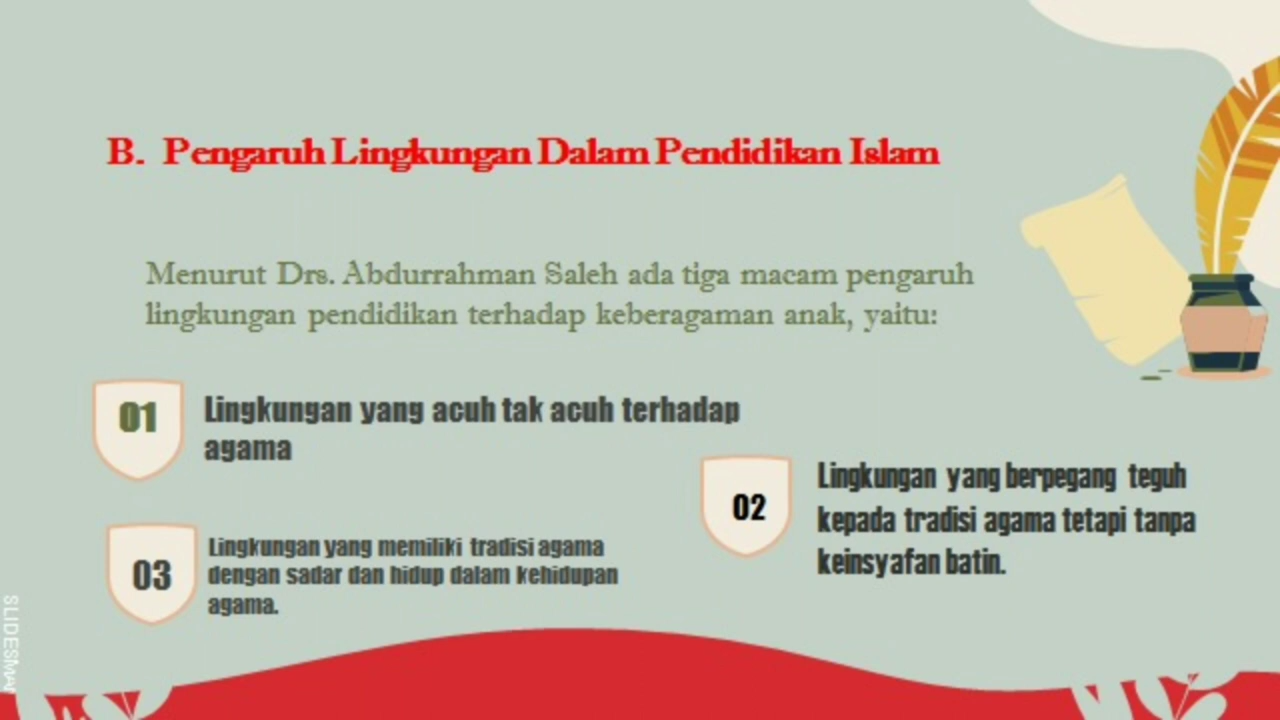 B. Pengaruh Lingkungan Dalam Pendidikan Islam
Menurut Drs. Abdurrahman Saleh ada tiga macam pengaruh
lingkungan pendidikan terhadap keberagaman anak, yaitu:
01
Lingkungan yang acuh tak acuh terhadap
agama
02
Lingkungan yang berpegang teguh
kepada tradisi agama tetapi tanpa
keinsyafan batin.
03
Lingkungan yang memiliki tradisi agama
dengan sadar dan hidup dalam kehidupan
agama.